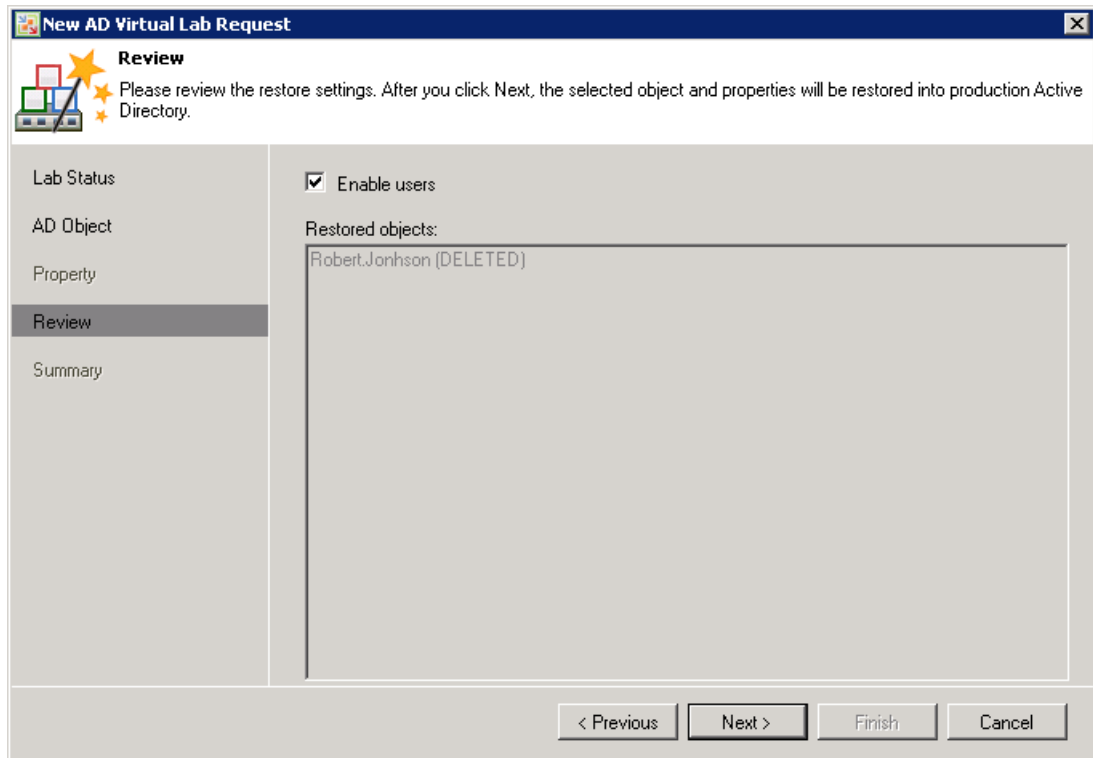 New AD Virtual Lab Request
Review
Please review the restore settings. After you click Next, the selected object and properties will be restored into production Active
Directory.
Lab Status
AD Object
Property
Review
Summary
Enable users
Restored objects:
Robert.Jonhson (DELETED)
< Previous
Next >
Finish
Cancel